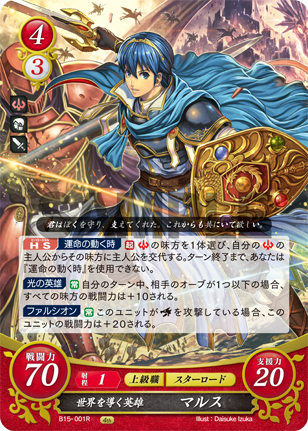 4
3
君はぼくを守り、支えてくれた。これからも共にいて欲しい。
HS 運命の動く時 起 の味方を1体選び、自分の の
主人公からその味方に主人公を交代する。ターン終了まで、あなたは
『運命の動く時』を使用できない。
光の英雄 常 自分のターン中、相手のオーブが1つ以下の場合、
すべての味方の戦闘力は+10される。
ファルシオン 常 このユニットが を攻撃している場合、この
ユニットの戦闘力は+20される。
戦闘力 70
射程 1 上級職 スターロード
支援力 20
世界を導く英雄 マルス
B15-001R 4th Illust:Daisuke Izuka